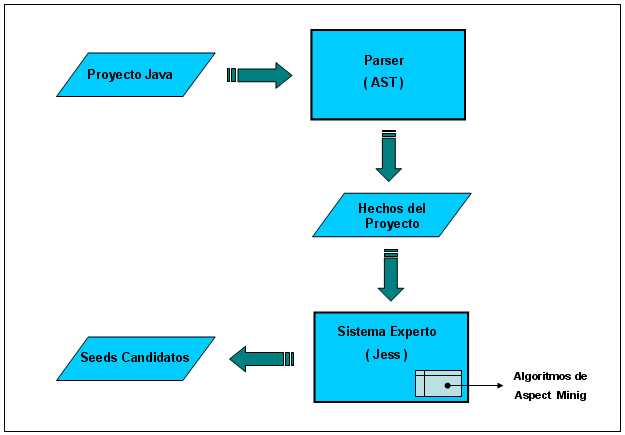 Proyecto Java
Parser
( AST )
Hechos del
Proyecto
Sistema Experto
( Jess )
Seeds Candidatos
Algoritmos de
Aspect Minig